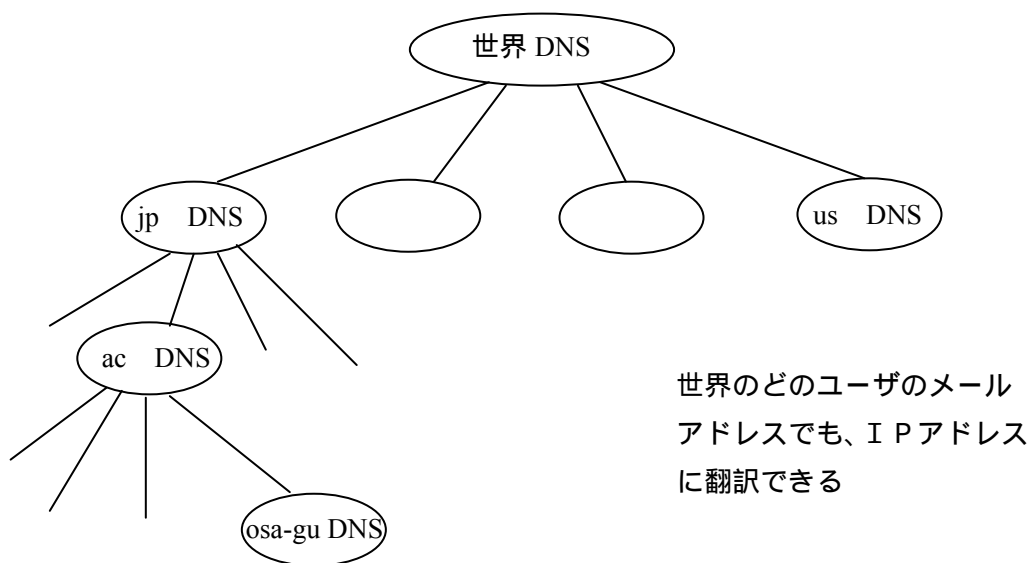 世界 DNS
jp DNS
us DNS
ac DNS
世界のどのユーザのメール
アドレスでも、ＩＰアドレス
に翻訳できる
osa-gu DNS